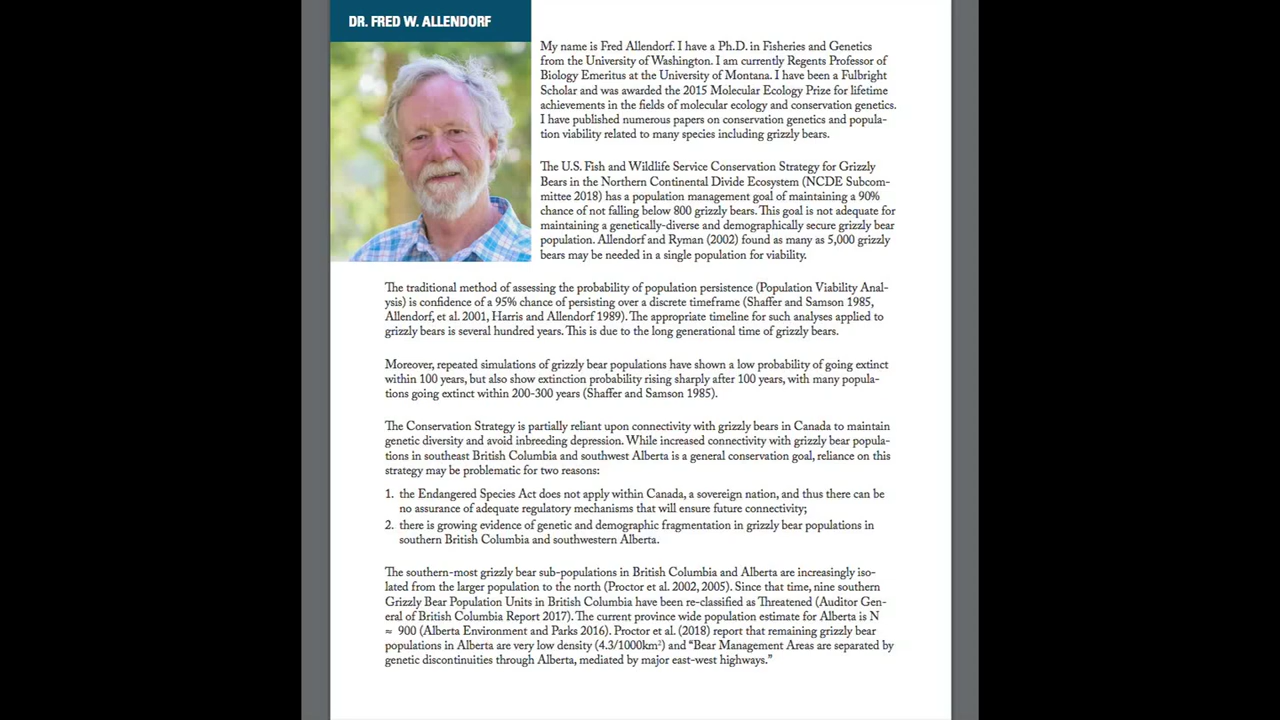 DR. FRED W. ALLENDORF
My name is Fred Allendorf. I have a Ph.D. in Fisheries and Genetics
from the University of Washington. I am currently Regents Professor of
Biology Emeritus at the University of Montana. I have been a Fulbright
Scholar and was awarded the 2015 Molecular Ecology Prize for lifetime
achievements in the fields of molecular ecology and conservation genetics.
I have published numerous papers on conservation genetics and popula-
tion viability related to many species including grizzly bears.
The U.S. Fish and Wildlife Service Conservation Strategy for Grizzly
Bears in the Northern Continental Divide Ecosystem (NCDE Subcom-
mittee 2018) has a population management goal of maintaining a 90%
chance of not falling below 800 grizzly bears. This goal is not adequate for
maintaining a genetically-diverse and demographically secure grizzly bear
population. Allendorf and Ryman (2002) found as many as 5,000 grizzly
bears may be needed in a single population for viability.
The traditional method of assessing the probability of population persistence (Population Viability Anal-
ysis) is confidence of a 95% chance of persisting over a discrete timeframe (Shaffer and Samson 1985,
Allendorf, et al. 2001, Harris and Allendorf 1989). The appropriate timeline for such analyses applied to
grizzly bears is several hundred years. This is due to the long generational time of grizzly bears.
Moreover, repeated simulations of grizzly bear populations have shown a low probability of going extinct
within 100 years, but also show extinction probability rising sharply after 100 years, with many popula-
tions going extinct within 200-300 years (Shaffer and Samson 1985).
The Conservation Strategy is partially reliant upon connectivity with grizzly bears in Canada to maintain
genetic diversity and avoid inbreeding depression. While increased connectivity with grizzly bear popula-
tions in southeast British Columbia and southwest Alberta is a general conservation goal, reliance on this
strategy may be problematic for two reasons:
1. the Endangered Species Act does not apply within Canada, a sovereign nation, and thus there can be
no assurance of adequate regulatory mechanisms that will ensure future connectivity;
2. there is growing evidence of genetic and demographic fragmentation in grizzly bear populations in
southern British Columbia and southwestern Alberta.
The southern-most grizzly bear sub-populations in British Columbia and Alberta are increasingly iso-
lated from the larger population to the north (Proctor et al. 2002, 2005). Since that time, nine southern
Grizzly Bear Population Units in British Columbia have been re-classified as Threatened (Auditor Gen-
eral of British Columbia Report 2017). The current province wide population estimate for Alberta is N
≈ 900 (Alberta Environment and Parks 2016). Proctor et al. (2018) report that remaining grizzly bear
populations in Alberta are very low density (4.3/1000km²) and “Bear Management Areas are separated by
genetic discontinuities through Alberta, mediated by major east-west highways.”